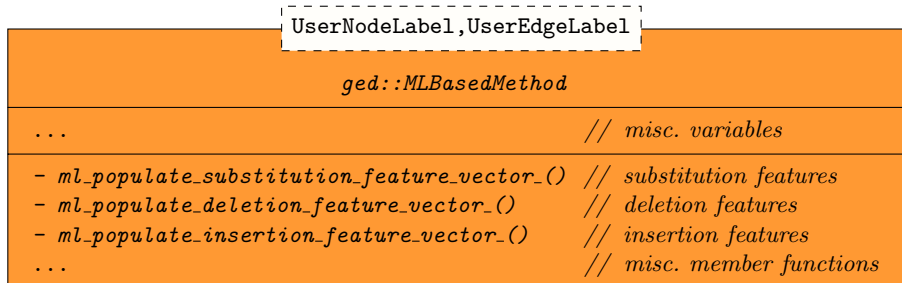 UserNodeLabel,UserEdgeLabel
ged::MLBasedMethod
... // misc. variables
- ml_populate_substitution_feature_vector_() // substitution features
- ml_populate_deletion_feature_vector_() // deletion features
- ml_populate_insertion_feature_vector_() // insertion features
... // misc. member functions